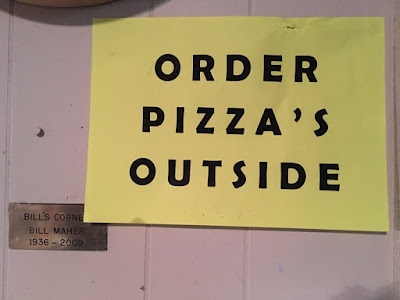 ORDER
PIZZA'S
OUTSIDE
BILL'S CORNE
BILL MAHER
1936 - 2009